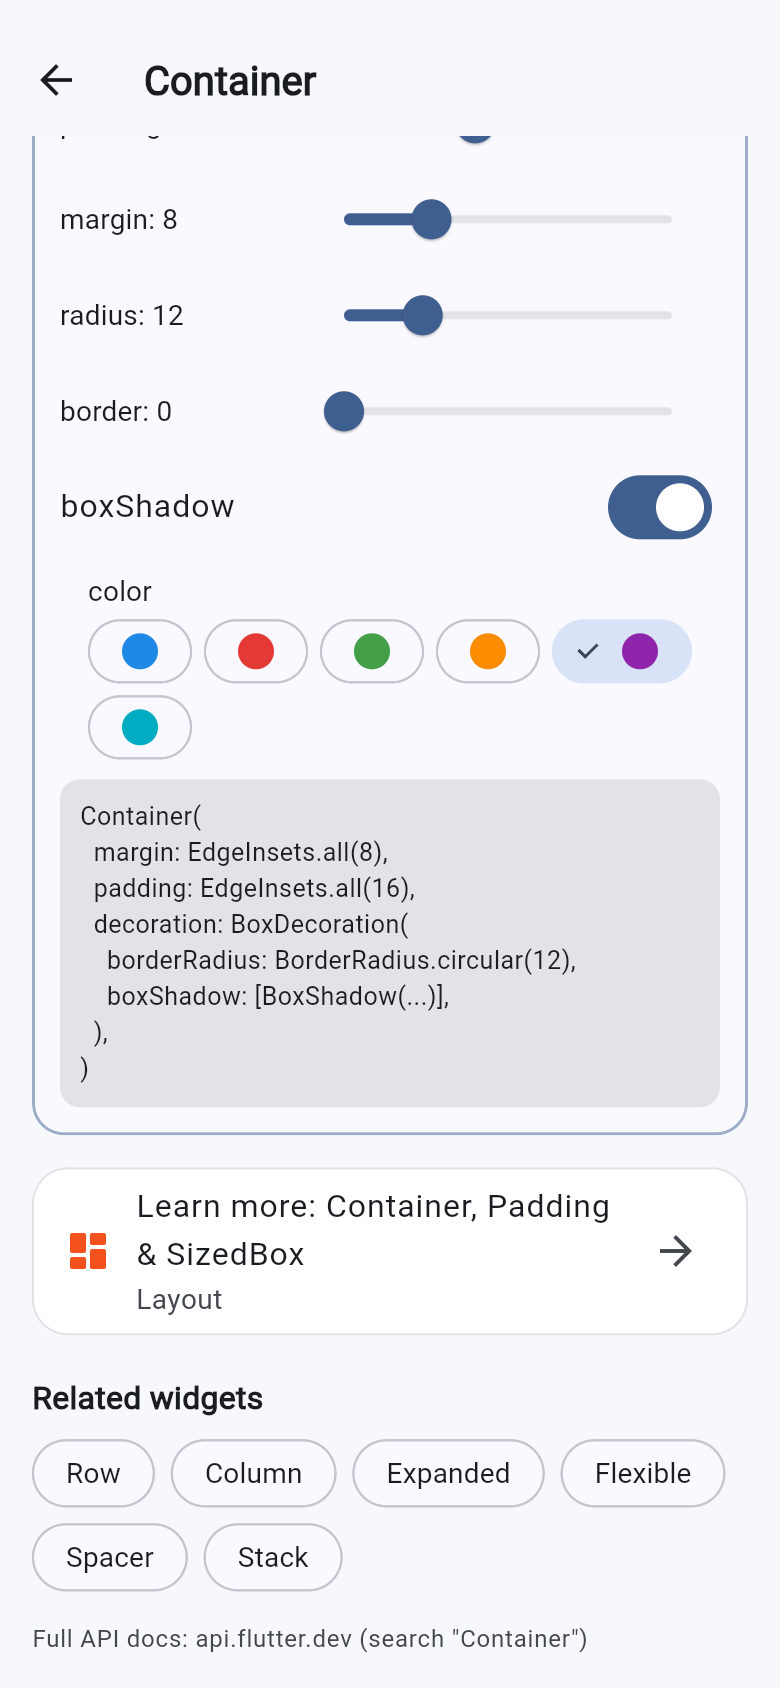 Container
margin: 8
radius: 12
border: 0
boxShadow
color
Container(
  margin: EdgeInsets.all(8),
  padding: EdgeInsets.all(16),
  decoration: BoxDecoration(
    borderRadius: BorderRadius.circular(12),
    boxShadow: [BoxShadow(...)],
  ),
)
Learn more: Container, Padding
& SizedBox
Layout
Related widgets
Row Column Expanded Flexible
Spacer Stack
Full API docs: api.flutter.dev (search "Container")